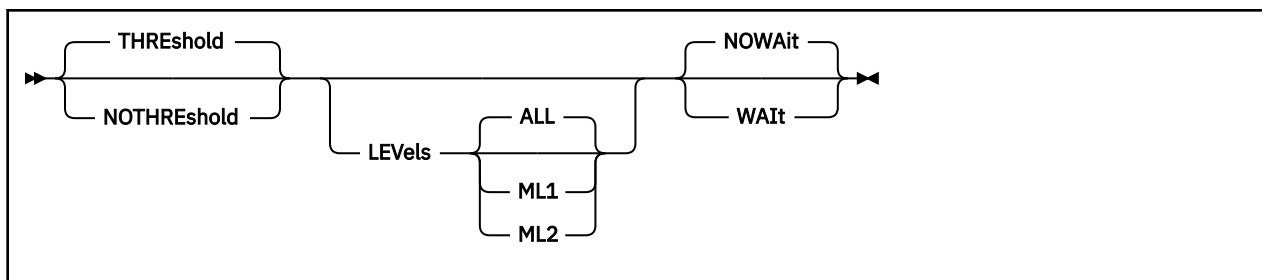 THREshold
NOTHREshold
LEVels
ALL
ML1
ML2
NOWAit
WAIt